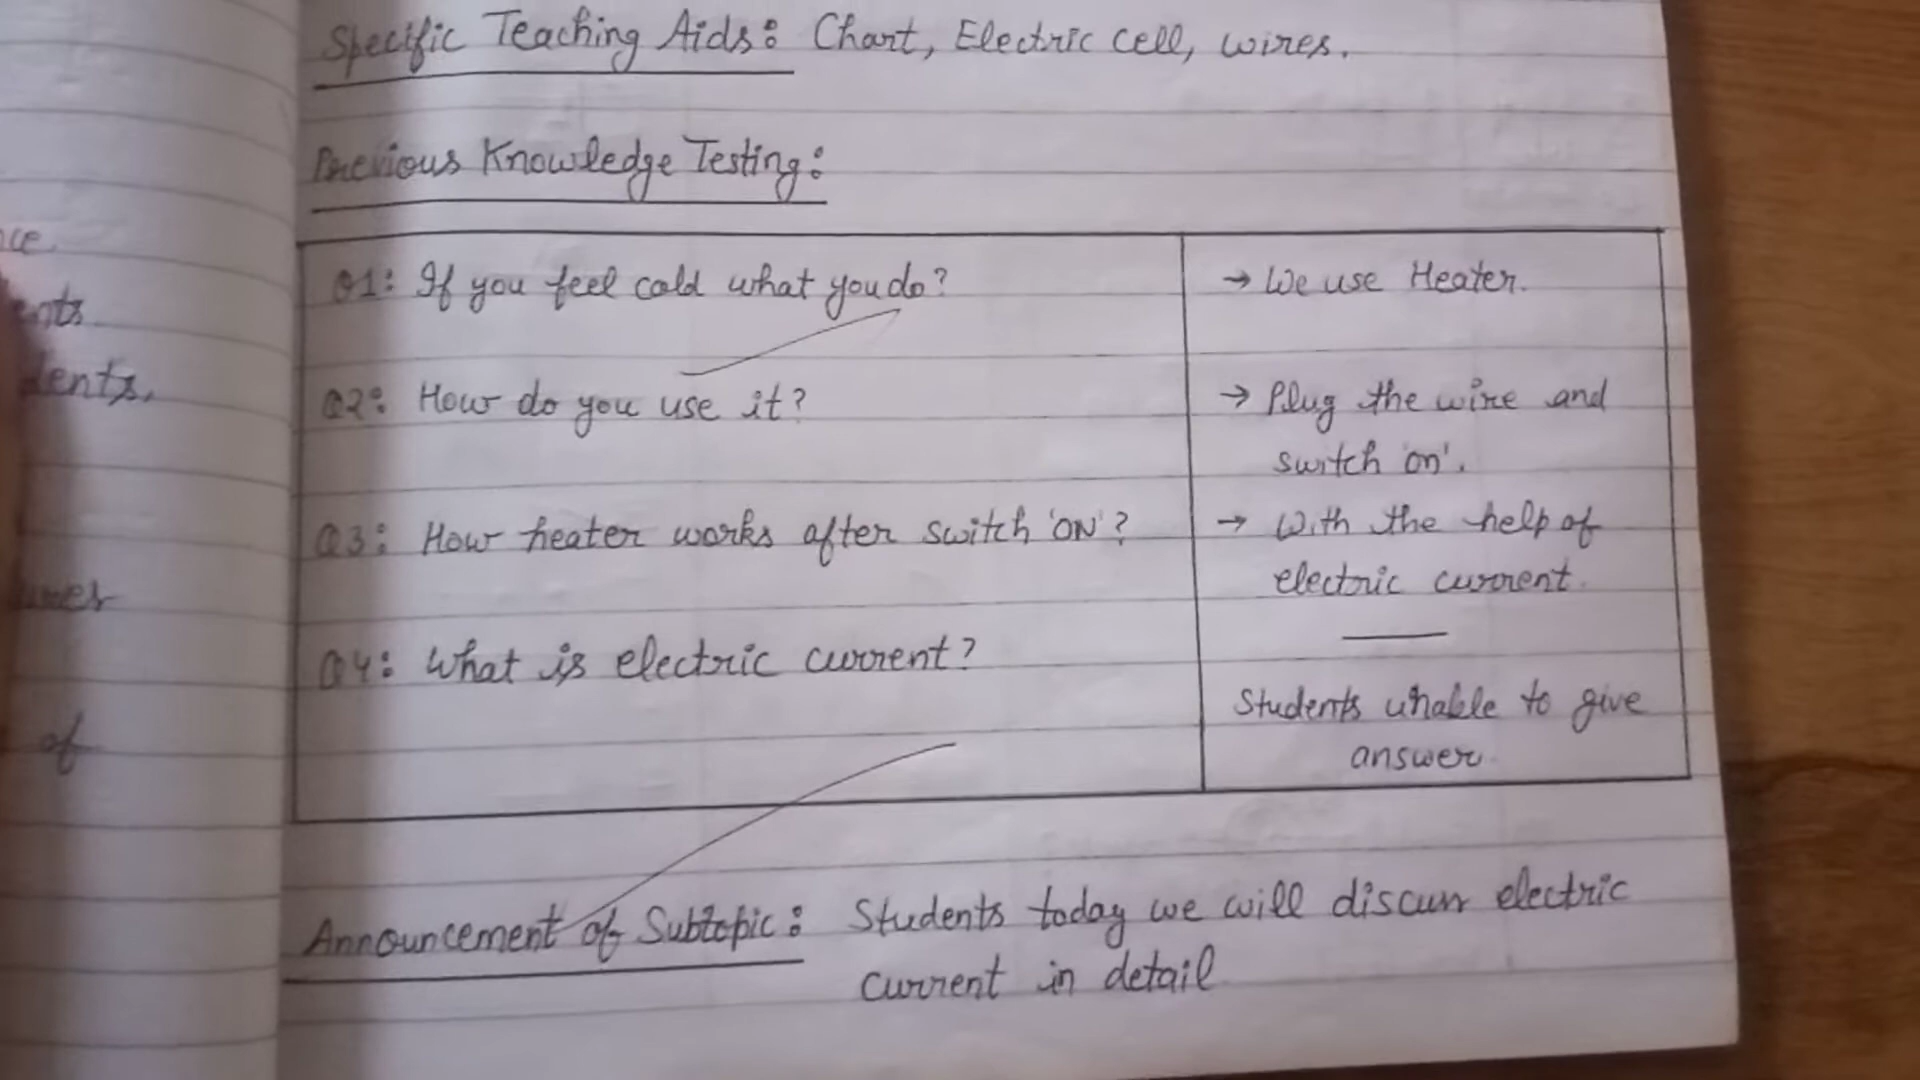 Specific Teaching Aids: Chart, Electric cell, wires.
Previous Knowledge Testing:
Q1: If you feel cold what you do?
→ We use Heater.
Q2: How do you use it?
→ Plug the wire and
switch 'on'.
Q3: How heater works after switch 'ON'?
→ With the help of
electric current.
Q4: What is electric current?
Students unable to give
answer.
Announcement of Subtopic: Students today we will discuss electric
current in detail
of